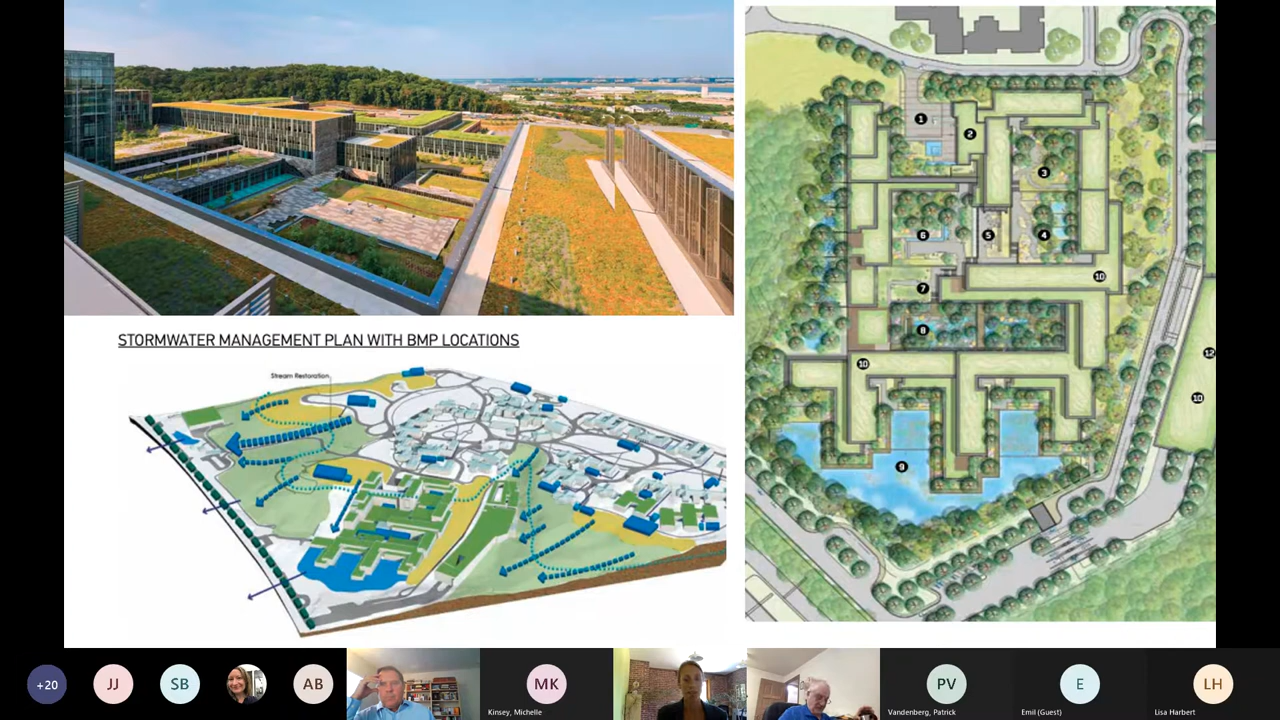 1
2
3
6
5
4
10
7
8
12
10
10
9
STORMWATER MANAGEMENT PLAN WITH BMP LOCATIONS
Stream Restoration
+20
JJ
SB
AB
MK
Kinsey, Michelle
PV
Vandenberg, Patrick
E
Emil (Guest)
LH
Lisa Harbert